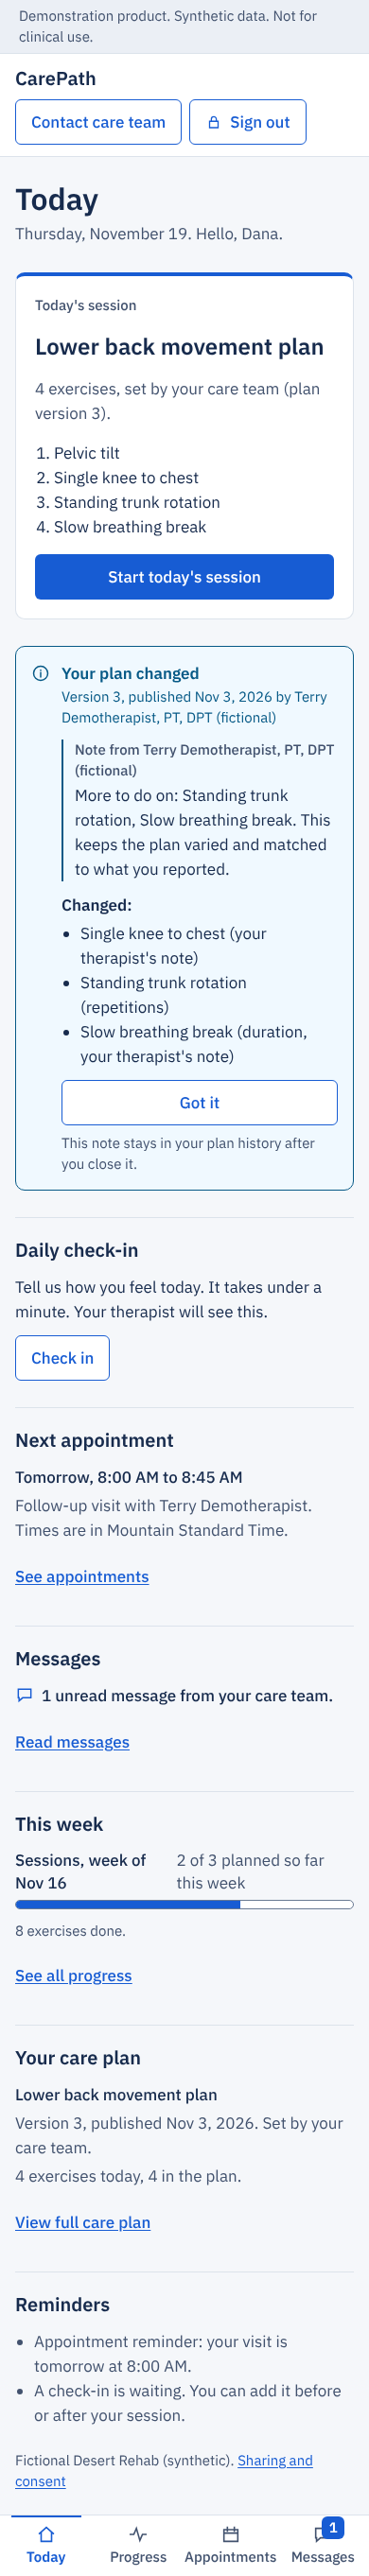 Demonstration product. Synthetic data. Not for
clinical use.
CarePath
Contact care team
Sign out
Today
Thursday, November 19. Hello, Dana.
Today's session
Lower back movement plan
4 exercises, set by your care team (plan
version 3).
1. Pelvic tilt
2. Single knee to chest
3. Standing trunk rotation
4. Slow breathing break
Start today's session
Your plan changed
Version 3, published Nov 3, 2026 by Terry
Demotherapist, PT, DPT (fictional)
Note from Terry Demotherapist, PT, DPT
(fictional)
More to do on: Standing trunk
rotation, Slow breathing break. This
keeps the plan varied and matched
to what you reported.
Changed:
• Single knee to chest (your
therapist's note)
• Standing trunk rotation
(repetitions)
• Slow breathing break (duration,
your therapist's note)
Got it
This note stays in your plan history after
you close it.
Daily check-in
Tell us how you feel today. It takes under a
minute. Your therapist will see this.
Check in
Next appointment
Tomorrow, 8:00 AM to 8:45 AM
Follow-up visit with Terry Demotherapist.
Times are in Mountain Standard Time.
See appointments
Messages
1 unread message from your care team.
Read messages
This week
Sessions, week of
Nov 16
2 of 3 planned so far
this week
8 exercises done.
See all progress
Your care plan
Lower back movement plan
Version 3, published Nov 3, 2026. Set by your
care team.
4 exercises today, 4 in the plan.
View full care plan
Reminders
• Appointment reminder: your visit is
tomorrow at 8:00 AM.
• A check-in is waiting. You can add it before
or after your session.
Fictional Desert Rehab (synthetic). Sharing and
consent
1
Today
Progress
Appointments
Messages